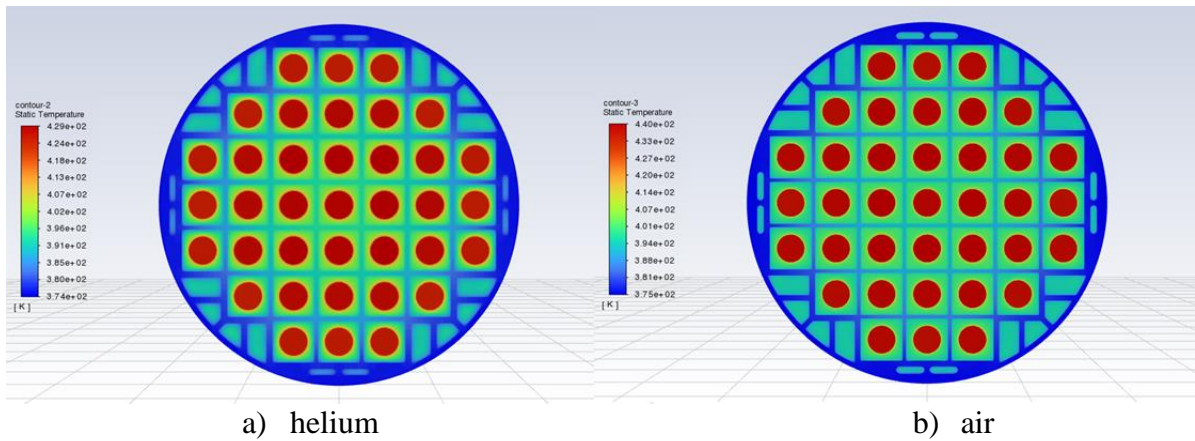 contour-2
Static Temperature
4.29e+02
4.24e+02
4.18e+02
4.13e+02
4.07e+02
4.02e+02
3.96e+02
3.91e+02
3.85e+02
3.80e+02
3.74e+02
[ K ]
contour-3
Static Temperature
4.40e+02
4.33e+02
4.27e+02
4.20e+02
4.14e+02
4.07e+02
4.01e+02
3.94e+02
3.88e+02
3.81e+02
3.75e+02
[ K ]
a) helium
b) air